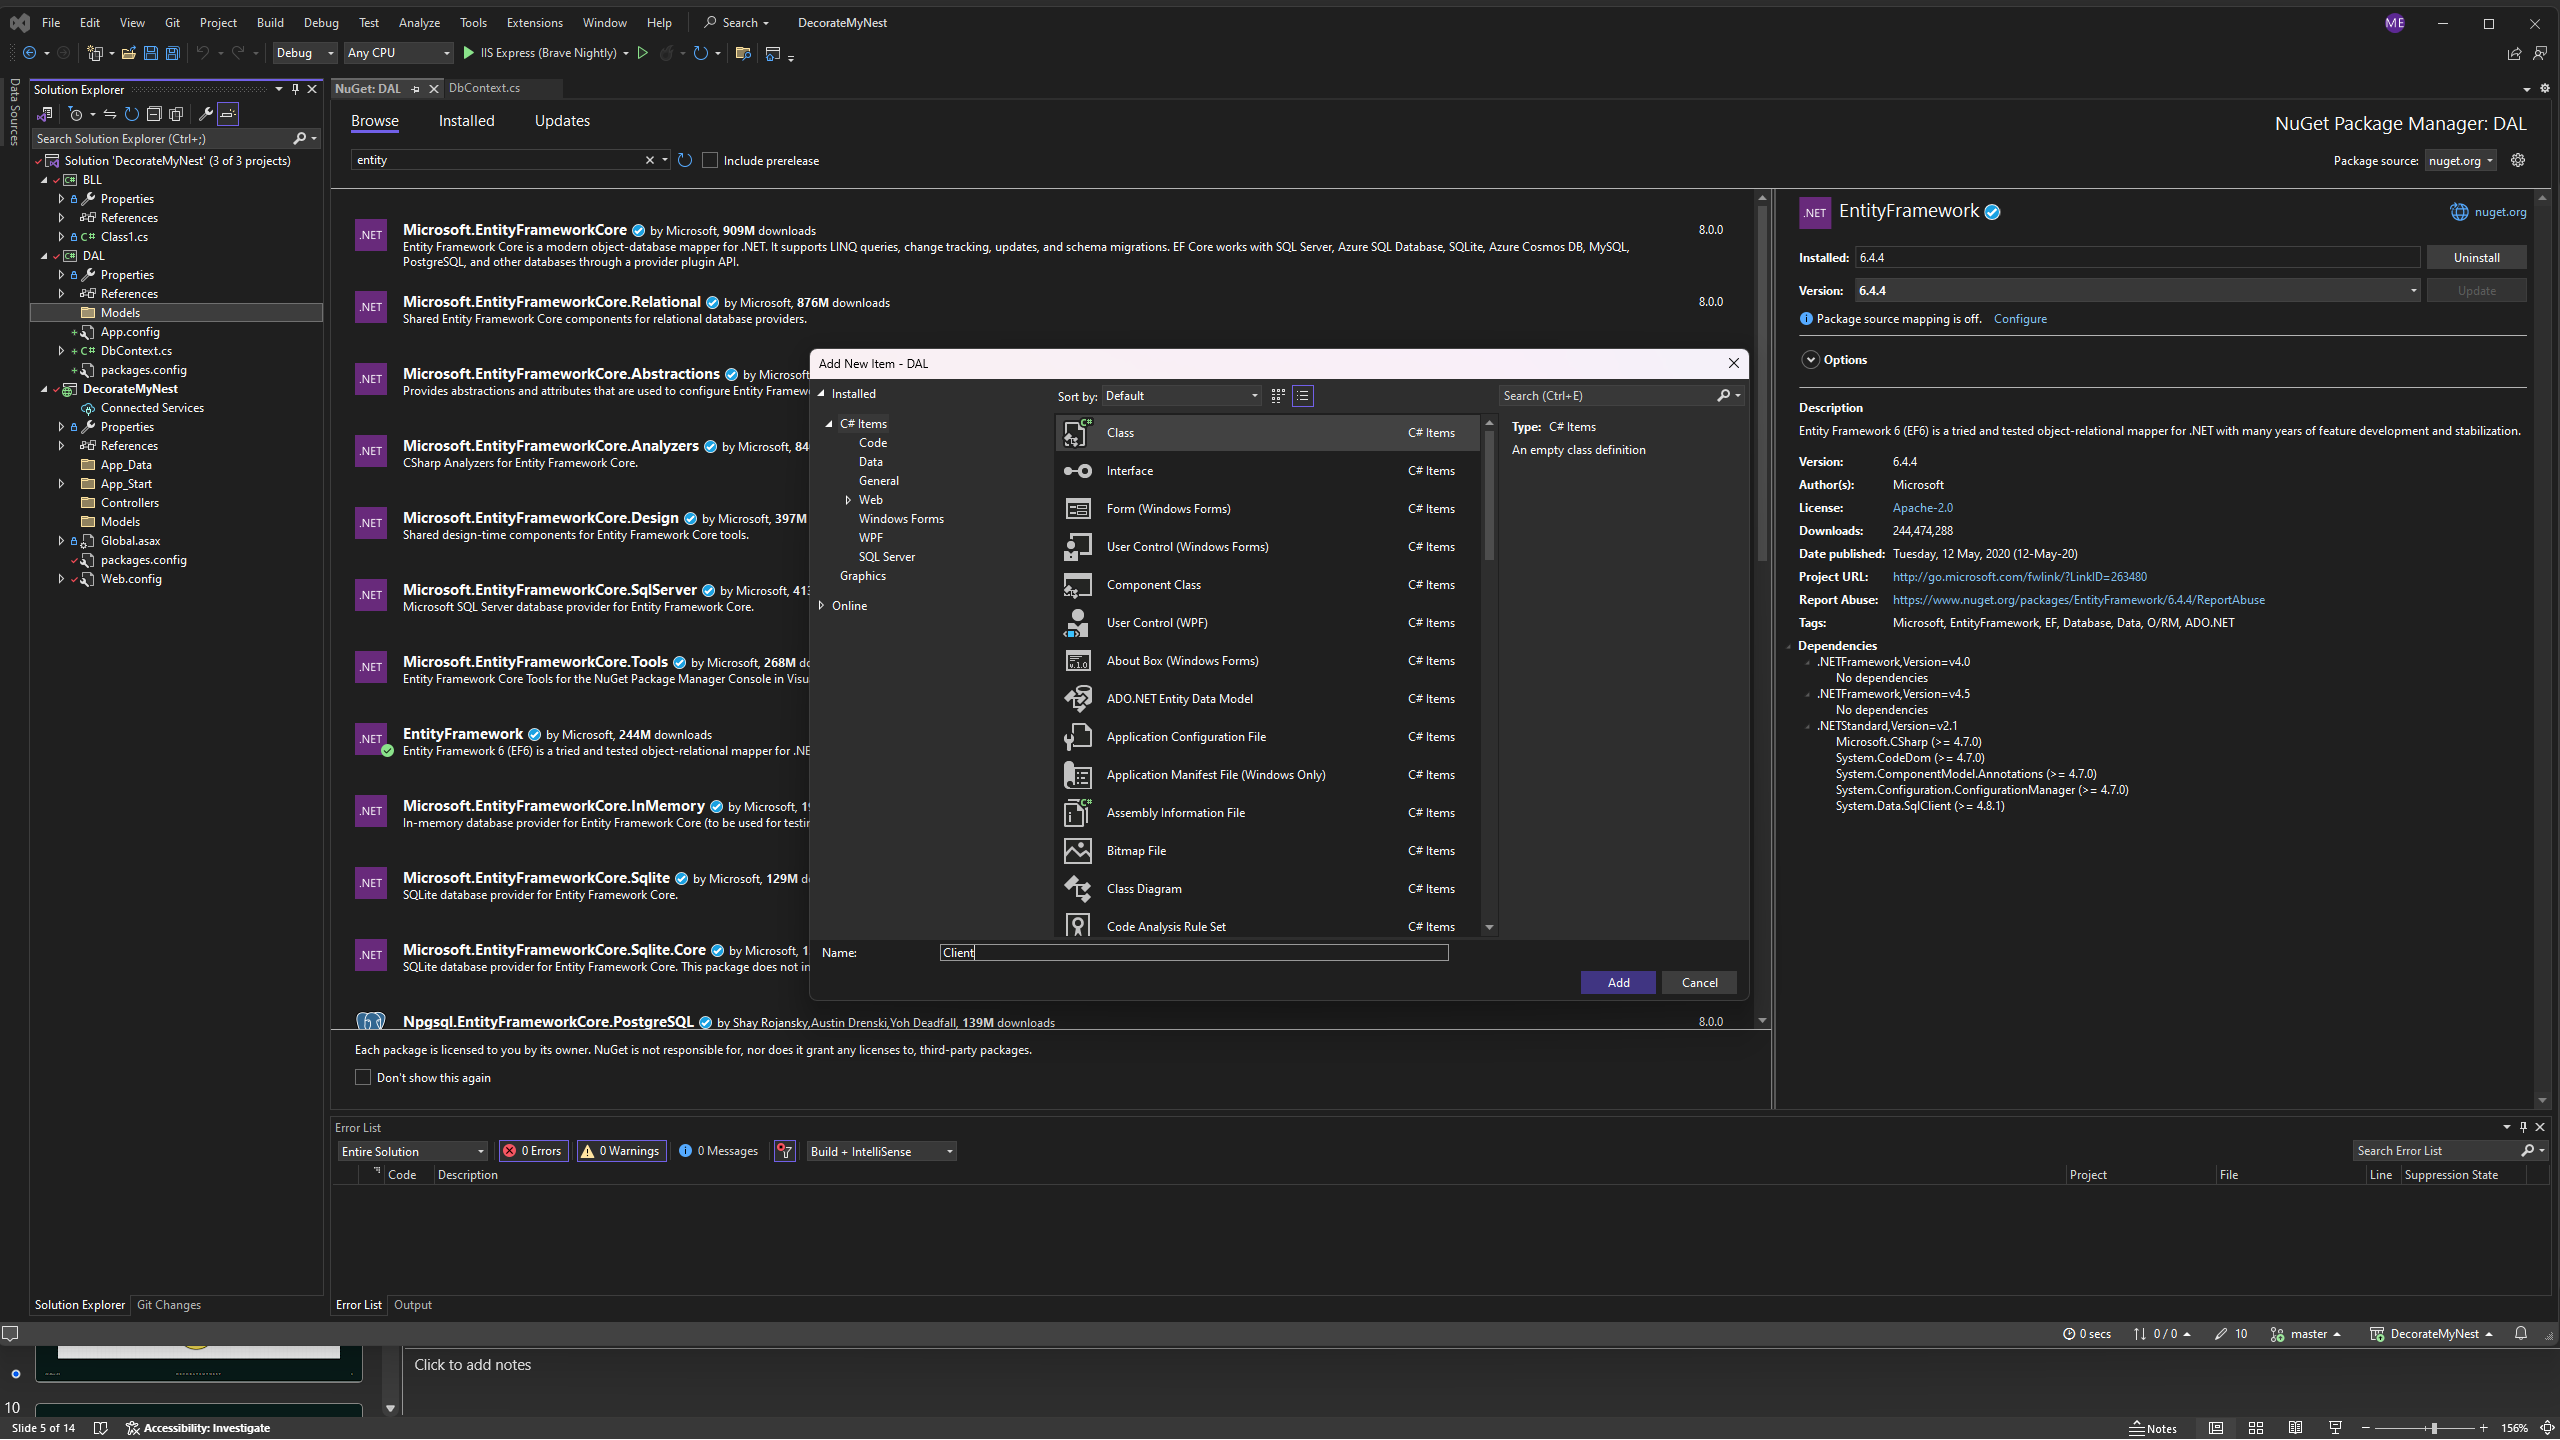 File Edit View Git Project Build Debug Test Analyze Tools Extensions Window Help Search DecorateMyNest ME
Debug Any CPU IIS Express (Brave Nightly)
Data Sources
Solution Explorer
Search Solution Explorer (Ctrl+;)
Solution 'DecorateMyNest' (3 of 3 projects)
BLL
Properties
References
Class1.cs
DAL
Properties
References
Models
App.config
DbContext.cs
packages.config
DecorateMyNest
Connected Services
Properties
References
App_Data
App_Start
Controllers
Models
Global.asax
packages.config
Web.config
Solution Explorer Git Changes
NuGet: DAL DbContext.cs
Browse Installed Updates
NuGet Package Manager: DAL
entity Include prerelease
Package source: nuget.org
.NET Microsoft.EntityFrameworkCore by Microsoft, 909M downloads 8.0.0
Entity Framework Core is a modern object-database mapper for .NET. It supports LINQ queries, change tracking, updates, and schema migrations. EF Core works with SQL Server, Azure SQL Database, SQLite, Azure Cosmos DB, MySQL,
PostgreSQL, and other databases through a provider plugin API.
.NET Microsoft.EntityFrameworkCore.Relational by Microsoft, 876M downloads 8.0.0
Shared Entity Framework Core components for relational database providers.
.NET Microsoft.EntityFrameworkCore.Abstractions by Microsoft
Provides abstractions and attributes that are used to configure Entity Framew
.NET Microsoft.EntityFrameworkCore.Analyzers by Microsoft, 84
CSharp Analyzers for Entity Framework Core.
.NET Microsoft.EntityFrameworkCore.Design by Microsoft, 397M
Shared design-time components for Entity Framework Core tools.
.NET Microsoft.EntityFrameworkCore.SqlServer by Microsoft, 413
Microsoft SQL Server database provider for Entity Framework Core.
.NET Microsoft.EntityFrameworkCore.Tools by Microsoft, 268M do
Entity Framework Core Tools for the NuGet Package Manager Console in Visu
.NET EntityFramework by Microsoft, 244M downloads
Entity Framework 6 (EF6) is a tried and tested object-relational mapper for .NE
.NET Microsoft.EntityFrameworkCore.InMemory by Microsoft, 19
In-memory database provider for Entity Framework Core (to be used for testin
.NET Microsoft.EntityFrameworkCore.Sqlite by Microsoft, 129M d
SQLite database provider for Entity Framework Core.
.NET Microsoft.EntityFrameworkCore.Sqlite.Core by Microsoft, 1
SQLite database provider for Entity Framework Core. This package does not in
Npgsql.EntityFrameworkCore.PostgreSQL by Shay Rojansky,Austin Drenski,Yoh Deadfall, 139M downloads 8.0.0
Each package is licensed to you by its owner. NuGet is not responsible for, nor does it grant any licenses to, third-party packages.
Don't show this again
Add New Item - DAL
Installed
C# Items
Code
Data
General
Web
Windows Forms
WPF
SQL Server
Graphics
Online
Sort by: Default
Class C# Items
Interface C# Items
Form (Windows Forms) C# Items
User Control (Windows Forms) C# Items
Component Class C# Items
User Control (WPF) C# Items
About Box (Windows Forms) C# Items
ADO.NET Entity Data Model C# Items
Application Configuration File C# Items
Application Manifest File (Windows Only) C# Items
Assembly Information File C# Items
Bitmap File C# Items
Class Diagram C# Items
Code Analysis Rule Set C# Items
Search (Ctrl+E)
Type: C# Items
An empty class definition
Name: Client
Add Cancel
.NET EntityFramework nuget.org
Installed: 6.4.4 Uninstall
Version: 6.4.4 Update
Package source mapping is off. Configure
Options
Description
Entity Framework 6 (EF6) is a tried and tested object-relational mapper for .NET with many years of feature development and stabilization.
Version: 6.4.4
Author(s): Microsoft
License: Apache-2.0
Downloads: 244,474,288
Date published: Tuesday, 12 May, 2020 (12-May-20)
Project URL: http://go.microsoft.com/fwlink/?LinkID=263480
Report Abuse: https://www.nuget.org/packages/EntityFramework/6.4.4/ReportAbuse
Tags: Microsoft, EntityFramework, EF, Database, Data, O/RM, ADO.NET
Dependencies
.NETFramework,Version=v4.0
No dependencies
.NETFramework,Version=v4.5
No dependencies
.NETStandard,Version=v2.1
Microsoft.CSharp (>= 4.7.0)
System.CodeDom (>= 4.7.0)
System.ComponentModel.Annotations (>= 4.7.0)
System.Configuration.ConfigurationManager (>= 4.7.0)
System.Data.SqlClient (>= 4.8.1)
Error List
Entire Solution 0 Errors 0 Warnings 0 Messages Build + IntelliSense Search Error List
Code Description Project File Line Suppression State
Error List Output
0 secs 0 / 0 10 master DecorateMyNest
Click to add notes
10
Slide 5 of 14 Accessibility: Investigate Notes 156%